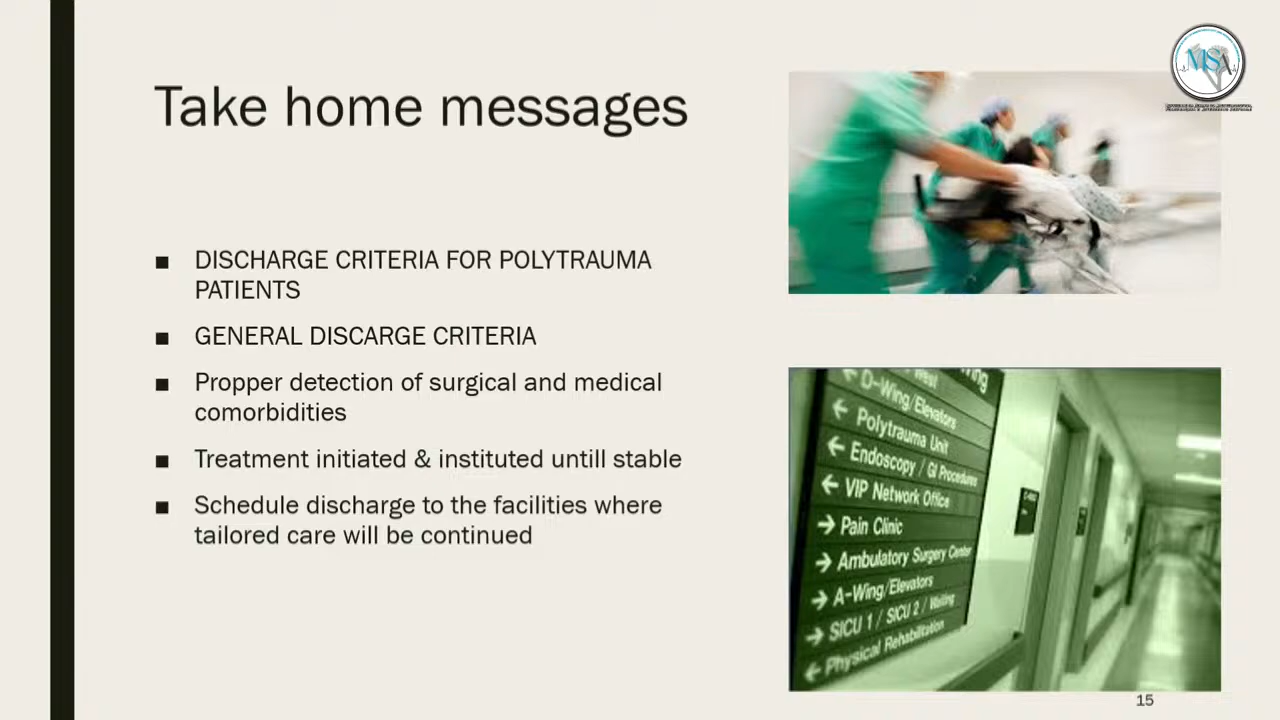 Take home messages
■ DISCHARGE CRITERIA FOR POLYTRAUMA
PATIENTS
■ GENERAL DISCARGE CRITERIA
■ Propper detection of surgical and medical
comorbidities
■ Treatment initiated & instituted untill stable
■ Schedule discharge to the facilities where
tailored care will be continued
MSA
West
← D-Wing/Elevators
← Polytrauma Unit
← Endoscopy / GI Procedures
← VIP Network Office
→ Pain Clinic
→ Ambulatory Surgery Center
→ A-Wing/Elevators
→ SICU 1 / SICU 2 / Waiting
← Physical Rehabilitation
15